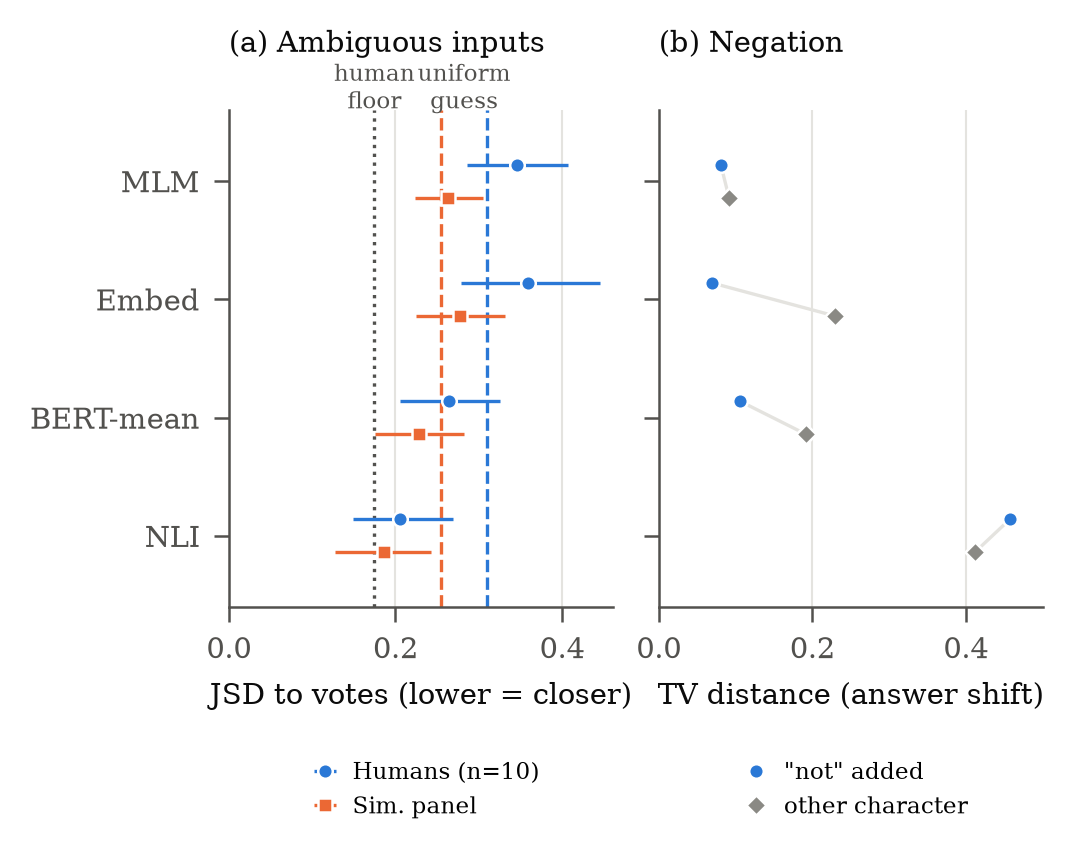 (a) Ambiguous inputs
(b) Negation
human
floor
uniform
guess
MLM
Embed
BERT-mean
NLI
0.0 0.2 0.4
0.0 0.2 0.4
JSD to votes (lower = closer)
TV distance (answer shift)
Humans (n=10)
Sim. panel
"not" added
other character